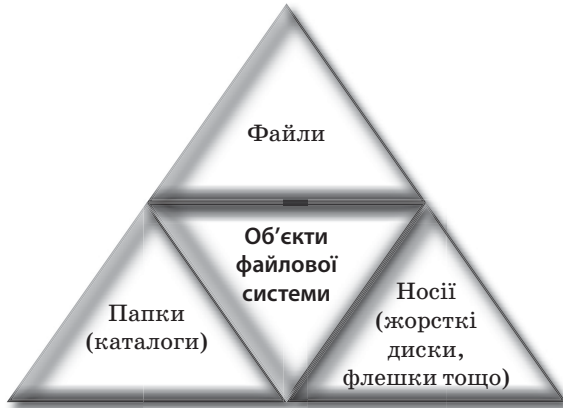 Файли
Об’єкти
файлової
системи
Папки
(каталоги)
Носії
(жорсткі
диски,
флешки тощо)